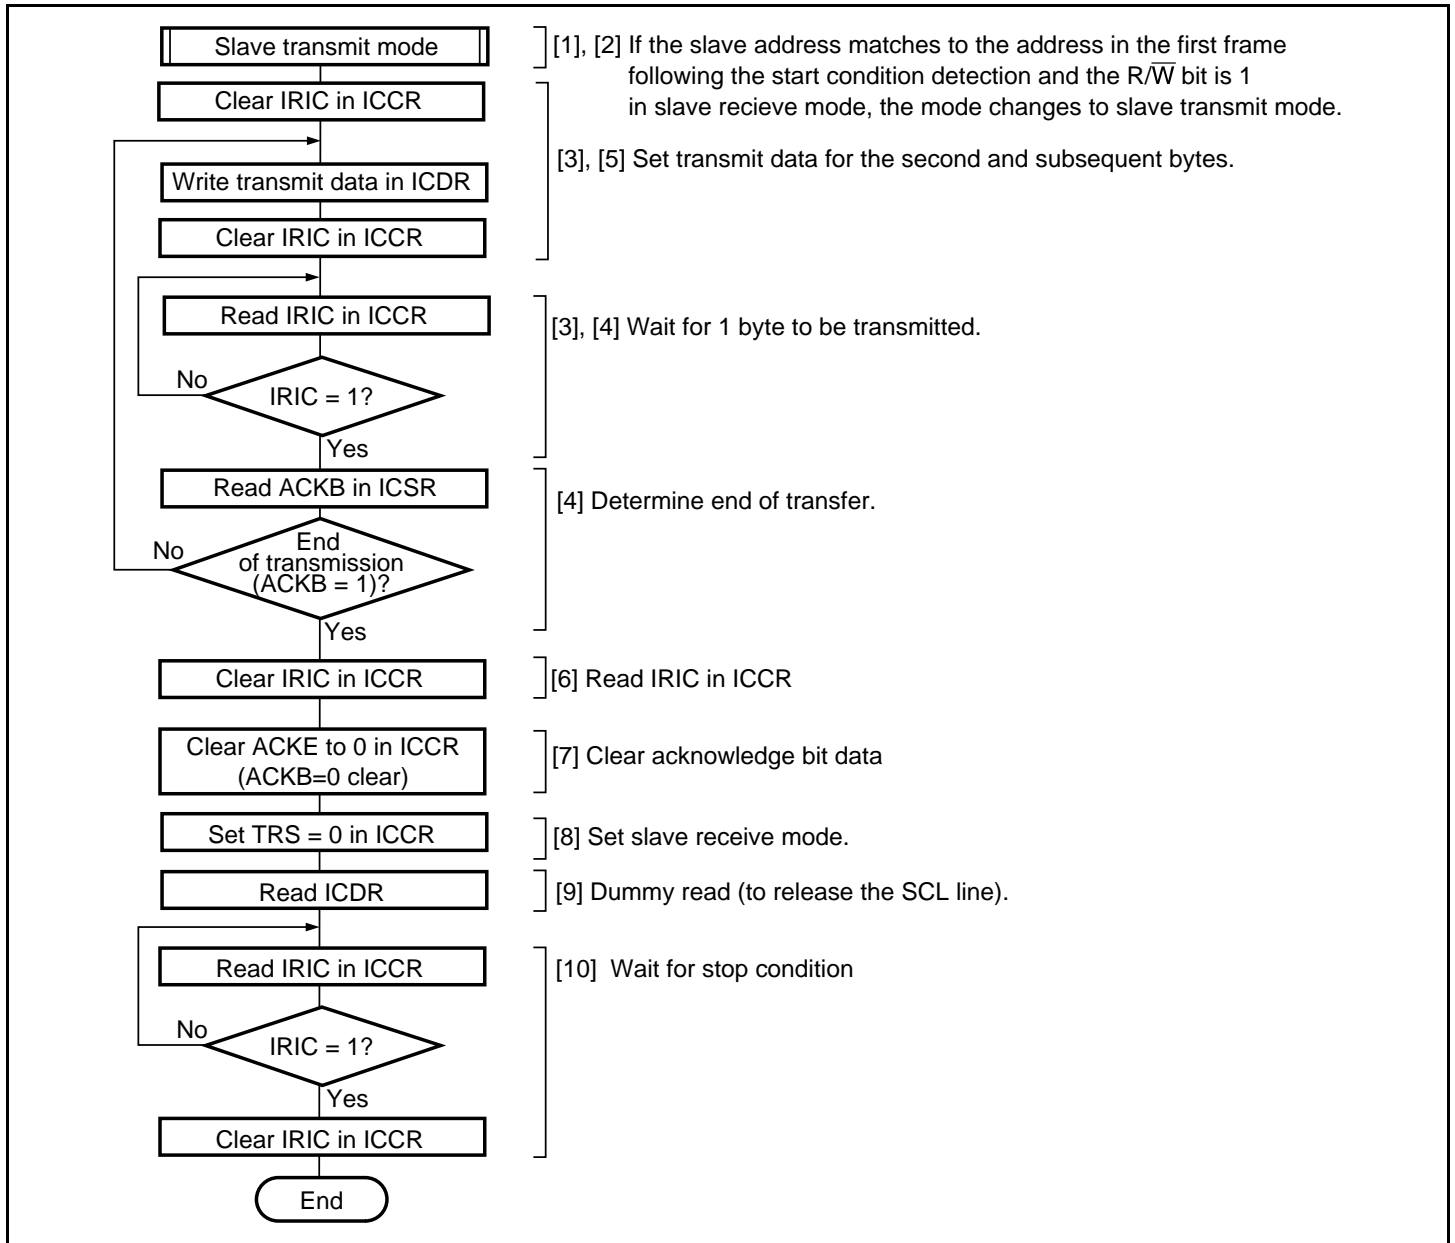 Slave transmit mode
[1], [2] If the slave address matches to the address in the first frame
following the start condition detection and the R/W̅ bit is 1
in slave recieve mode, the mode changes to slave transmit mode.
Clear IRIC in ICCR
[3], [5] Set transmit data for the second and subsequent bytes.
Write transmit data in ICDR
Clear IRIC in ICCR
Read IRIC in ICCR
[3], [4] Wait for 1 byte to be transmitted.
No
IRIC = 1?
Yes
Read ACKB in ICSR
[4] Determine end of transfer.
No
End
of transmission
(ACKB = 1)?
Yes
Clear IRIC in ICCR
[6] Read IRIC in ICCR
Clear ACKE to 0 in ICCR
(ACKB=0 clear)
[7] Clear acknowledge bit data
Set TRS = 0 in ICCR
[8] Set slave receive mode.
Read ICDR
[9] Dummy read (to release the SCL line).
Read IRIC in ICCR
[10] Wait for stop condition
No
IRIC = 1?
Yes
Clear IRIC in ICCR
End